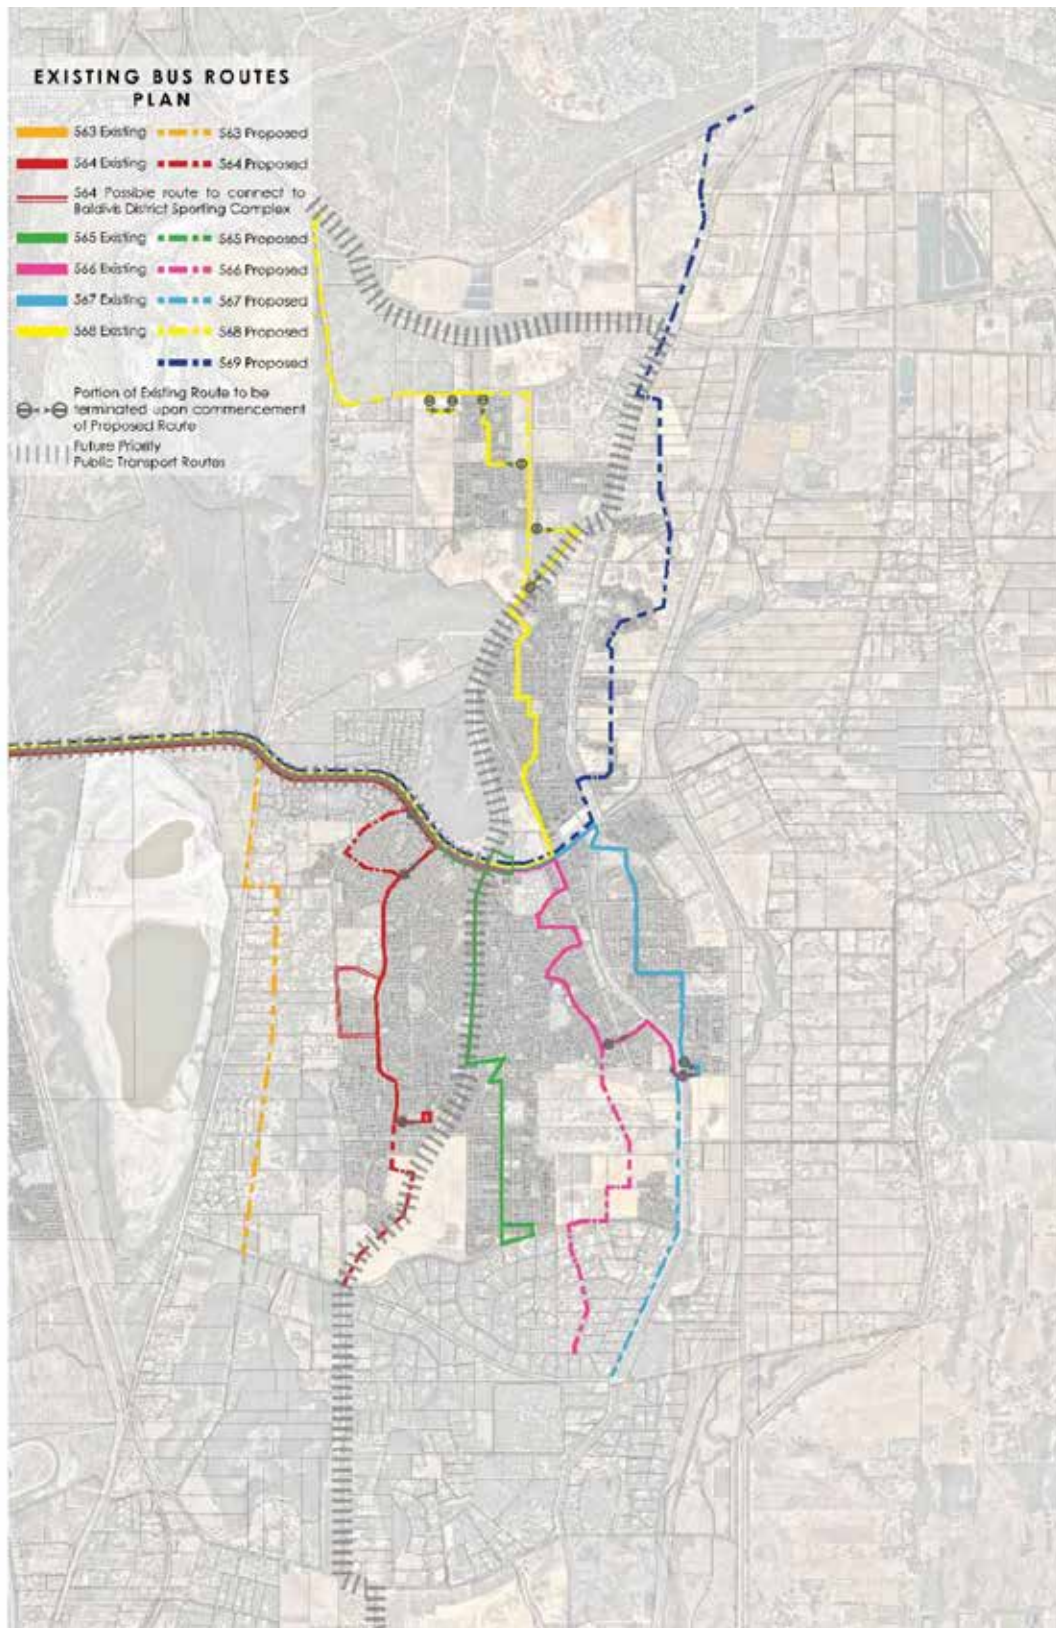 EXISTING BUS ROUTES
PLAN
563 Existing 563 Proposed
564 Existing 564 Proposed
564 Possible route to connect to
Baldivis District Sporting Complex
565 Existing 565 Proposed
566 Existing 566 Proposed
567 Existing 567 Proposed
568 Existing 568 Proposed
569 Proposed
Portion of Existing Route to be
terminated upon commencement
of Proposed Route
Future Priority
Public Transport Routes